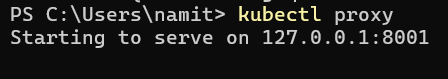 PS C:\Users\namit> kubectl proxy
Starting to serve on 127.0.0.1:8001